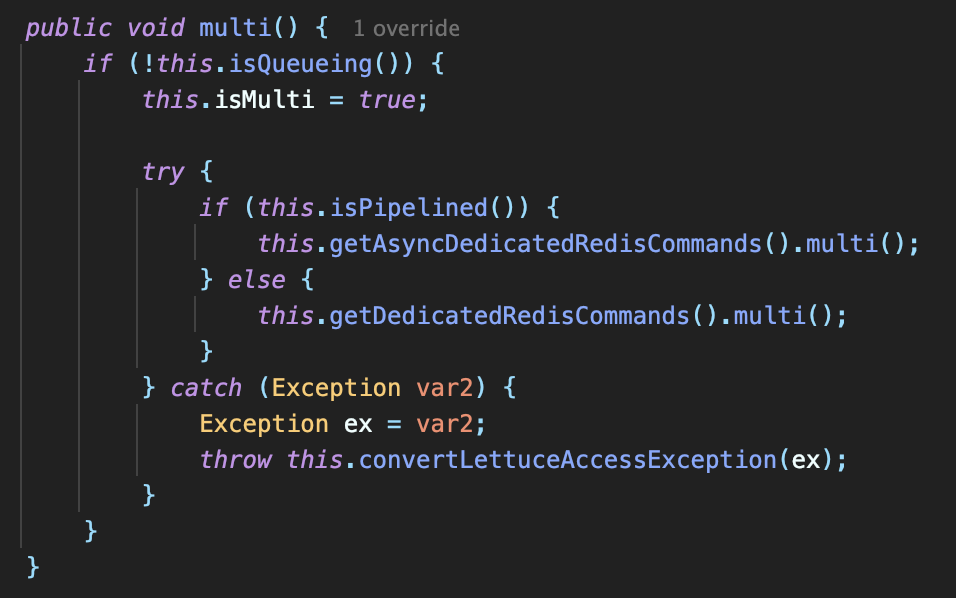 public void multi() { 1 override
if (!this.isQueueing()) {
this.isMulti = true;
try {
if (this.isPipelined()) {
this.getAsyncDedicatedRedisCommands().multi();
} else {
this.getDedicatedRedisCommands().multi();
}
} catch (Exception var2) {
Exception ex = var2;
throw this.convertLettuceAccessException(ex);
}
}
}